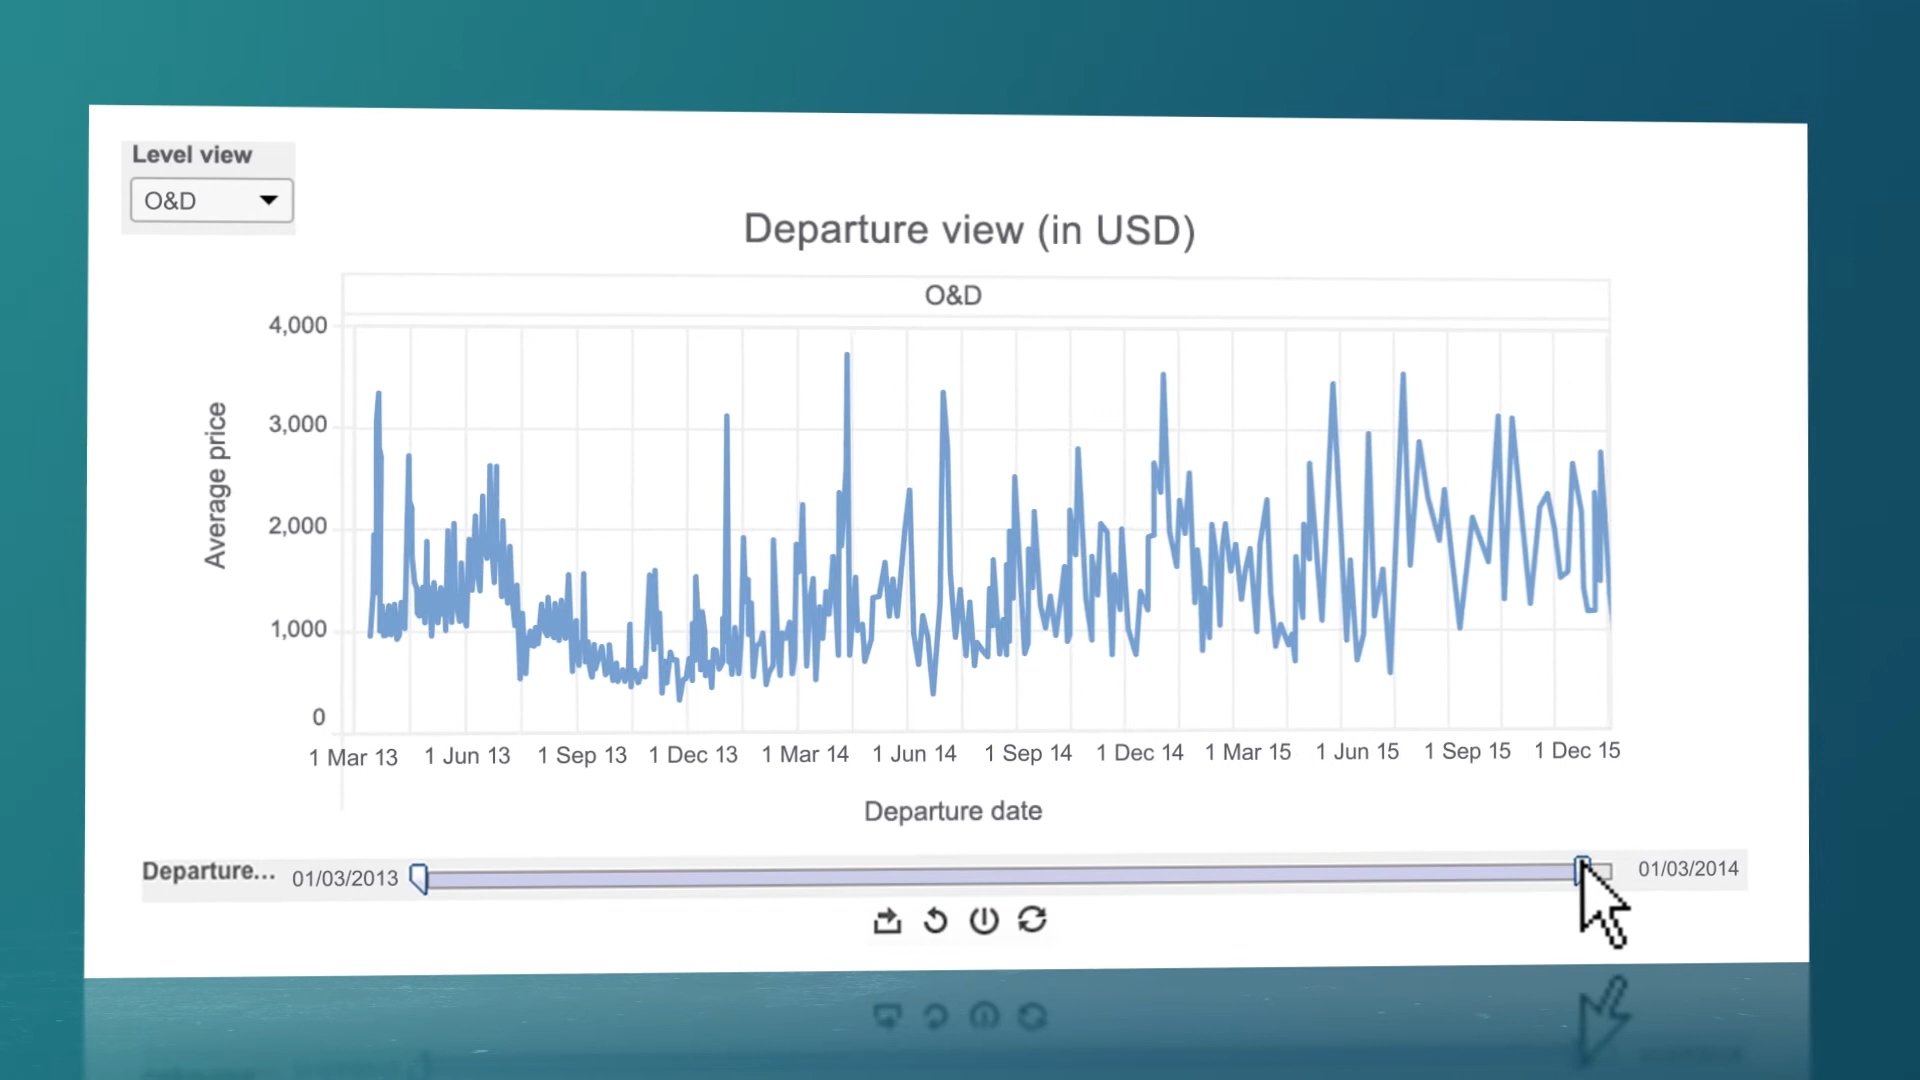 Level view
O&D
Departure view (in USD)
O&D
4,000
3,000
2,000
1,000
0
Average price
1 Mar 13 1 Jun 13 1 Sep 13 1 Dec 13 1 Mar 14 1 Jun 14 1 Sep 14 1 Dec 14 1 Mar 15 1 Jun 15 1 Sep 15 1 Dec 15
Departure date
Departure... 01/03/2013 01/03/2014